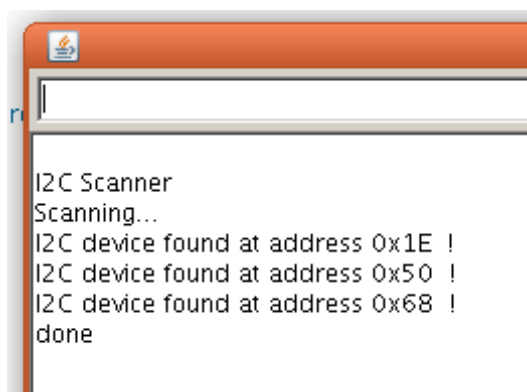 I2C Scanner
Scanning...
I2C device found at address 0x1E !
I2C device found at address 0x50 !
I2C device found at address 0x68 !
done